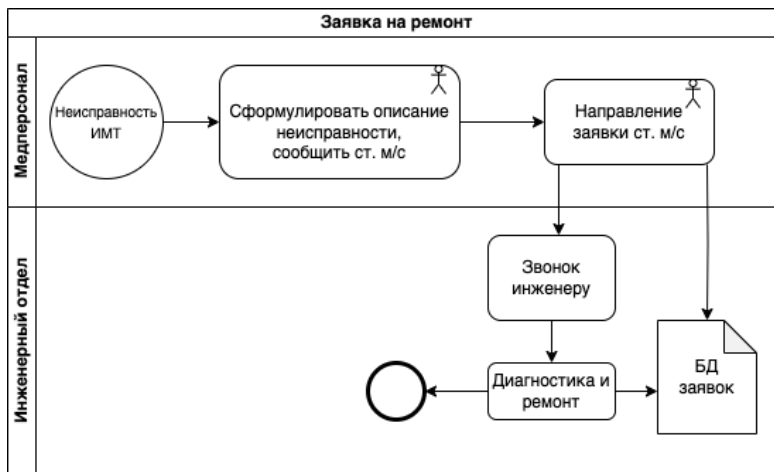 Заявка на ремонт
Медперсонал
Неисправность
ИМТ
Сформулировать описание
неисправности,
сообщить ст. м/с
Направление
заявки ст. м/с
Инженерный отдел
Звонок
инженеру
Диагностика и
ремонт
БД
заявок